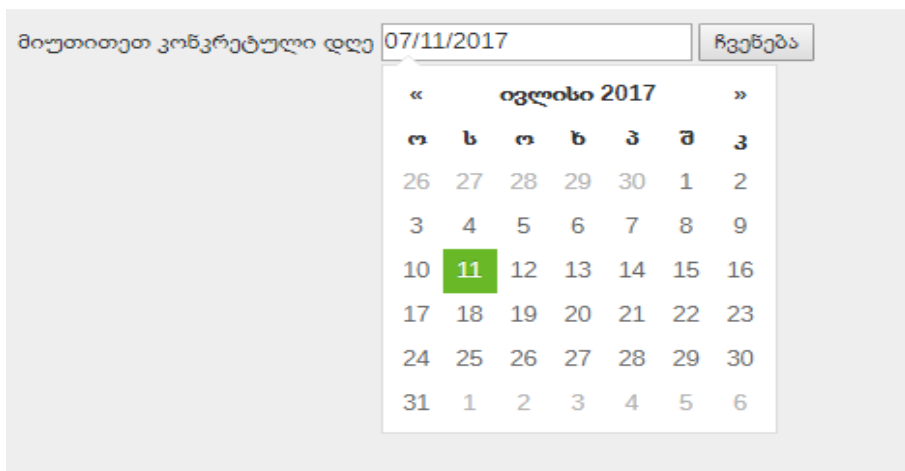 მიუთითეთ კონკრეტული დღე 07/11/2017 ჩვენება
« ივლისი 2017 »
ო ს ო ხ პ შ კ
26 27 28 29 30 1 2
3 4 5 6 7 8 9
10 11 12 13 14 15 16
17 18 19 20 21 22 23
24 25 26 27 28 29 30
31 1 2 3 4 5 6